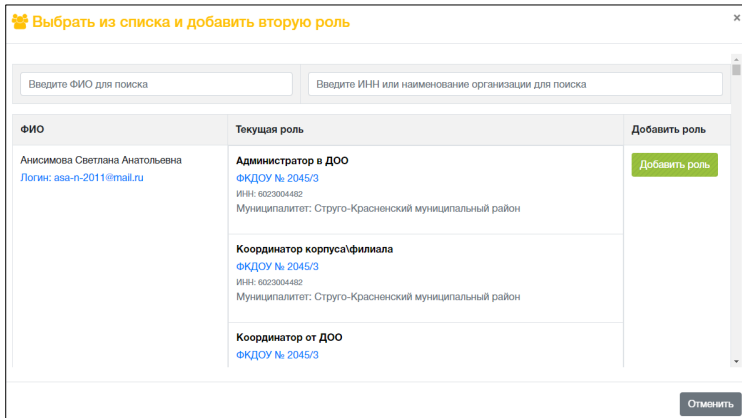 Выбрать из списка и добавить вторую роль
×
Введите ФИО для поиска
Введите ИНН или наименование организации для поиска
ФИО
Текущая роль
Добавить роль
Анисимова Светлана Анатольевна
Логин: asa-n-2011@mail.ru
Администратор в ДОО
ФКДОУ № 2045/3
ИНН: 6023004482
Муниципалитет: Струго-Красненский муниципальный район
Добавить роль
Координатор корпуса\филиала
ФКДОУ № 2045/3
ИНН: 6023004482
Муниципалитет: Струго-Красненский муниципальный район
Координатор от ДОО
ФКДОУ № 2045/3
Отменить